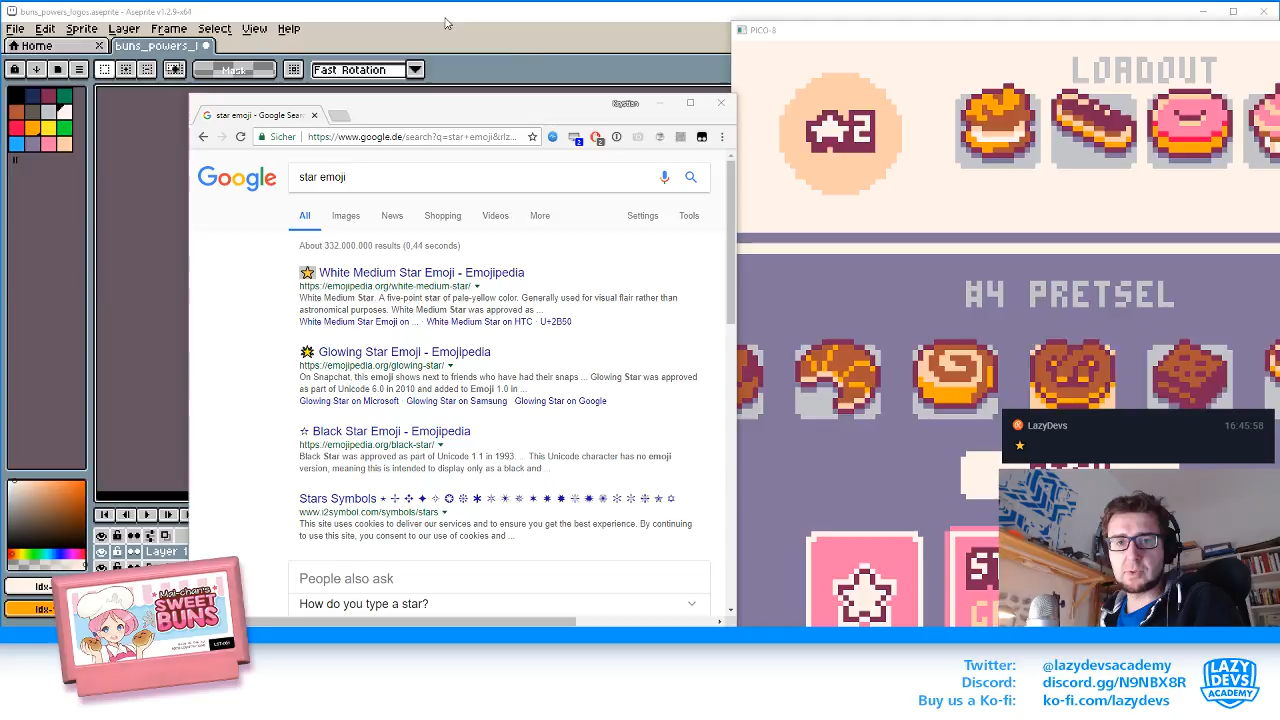 buns_powers_logos.aseprite - Aseprite v1.2.9-x64
File Edit Sprite Layer Frame Select View Help
Home
buns_powers_l
Mask
Fast Rotation
Layer 1
Idx-
Idx-
Krystian
star emoji - Google Sear
Sicher
https://www.google.de/search?q=star+emoji&rlz...
Google
star emoji
All Images News Shopping Videos More Settings Tools
About 332.000.000 results (0,44 seconds)
White Medium Star Emoji - Emojipedia
https://emojipedia.org/white-medium-star/
White Medium Star. A five-point star of pale-yellow color. Generally used for visual flair rather than
astronomical purposes. White Medium Star was approved as ...
White Medium Star Emoji on ... · White Medium Star on HTC · U+2B50
Glowing Star Emoji - Emojipedia
https://emojipedia.org/glowing-star/
On Snapchat, this emoji shows next to friends who have had their snaps ... Glowing Star was approved
as part of Unicode 6.0 in 2010 and added to Emoji 1.0 in ...
Glowing Star on Microsoft · Glowing Star on Samsung · Glowing Star on Google
☆ Black Star Emoji - Emojipedia
https://emojipedia.org/black-star/
Black Star was approved as part of Unicode 1.1 in 1993. ... This Unicode character has no emoji
version, meaning this is intended to display only as a black and ...
Stars Symbols
www.i2symbol.com/symbols/stars
This site uses cookies to deliver our services and to ensure you get the best experience. By continuing
to use this site, you consent to our use of cookies and ...
People also ask
How do you type a star?
PICO-8
LOADOUT
2
#4 PRETSEL
ST
LazyDevs 16:45:58
Mai-chan's
SWEET
BUNS
Twitter: @lazydevsacademy
Discord: discord.gg/N9NBX8R
Buy us a Ko-fi: ko-fi.com/lazydevs
LAZY
DEVS
ACADEMY